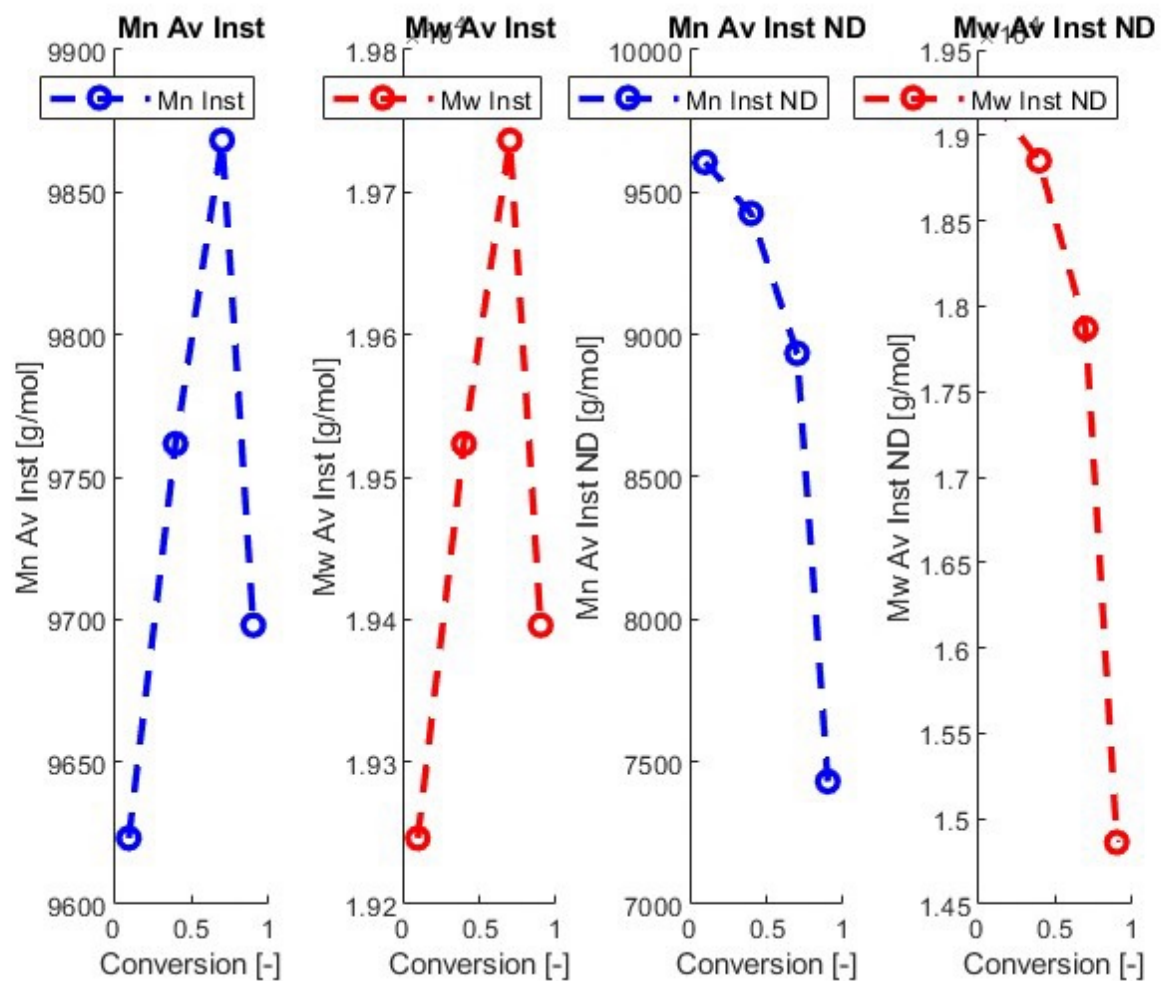 Mn Av Inst
Mw Av Inst
Mn Av Inst ND
Mw Av Inst ND
Mn Inst
Mw Inst
Mn Inst ND
Mw Inst ND
9900
9850
9800
9750
9700
9650
9600
Mn Av Inst [g/mol]
0 0.5 1
Conversion [-]
1.98
1.97
1.96
1.95
1.94
1.93
1.92
Mw Av Inst [g/mol]
0 0.5 1
Conversion [-]
10000
9500
9000
8500
8000
7500
7000
Mn Av Inst ND [g/mol]
0 0.5 1
Conversion [-]
1.95
1.9
1.85
1.8
1.75
1.7
1.65
1.6
1.55
1.5
1.45
Mw Av Inst ND [g/mol]
0 0.5 1
Conversion [-]